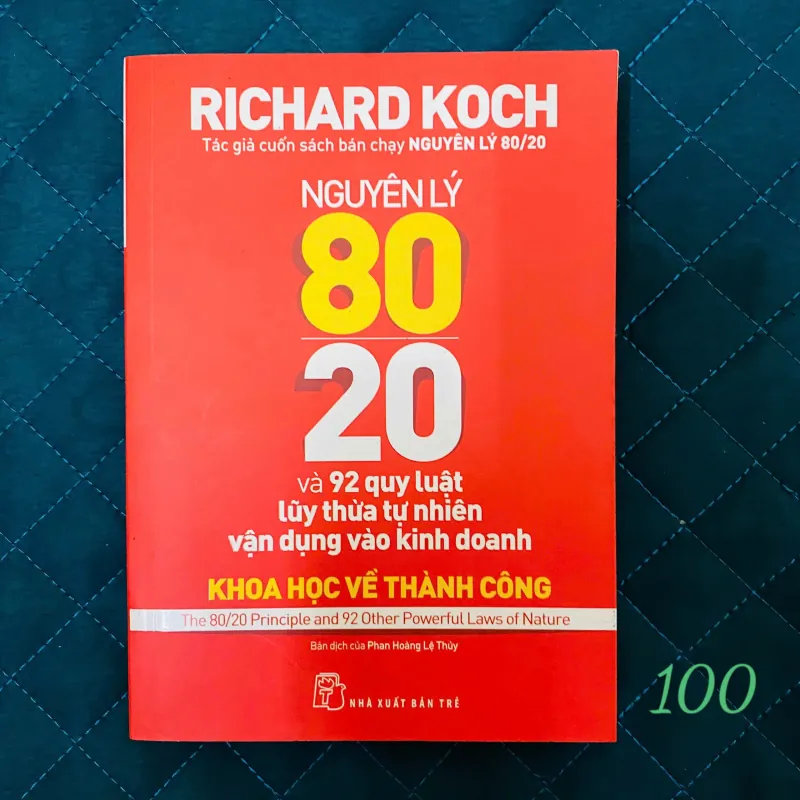 RICHARD KOCH
Tác giả cuốn sách bán chạy NGUYÊN LÝ 80/20
NGUYÊN LÝ
80
20
và 92 quy luật
lũy thừa tự nhiên
vận dụng vào kinh doanh
KHOA HỌC VỀ THÀNH CÔNG
The 80/20 Principle and 92 Other Powerful Laws of Nature
Bản dịch của Phan Hoàng Lệ Thủy
T
NHÀ XUẤT BẢN TRẺ
100